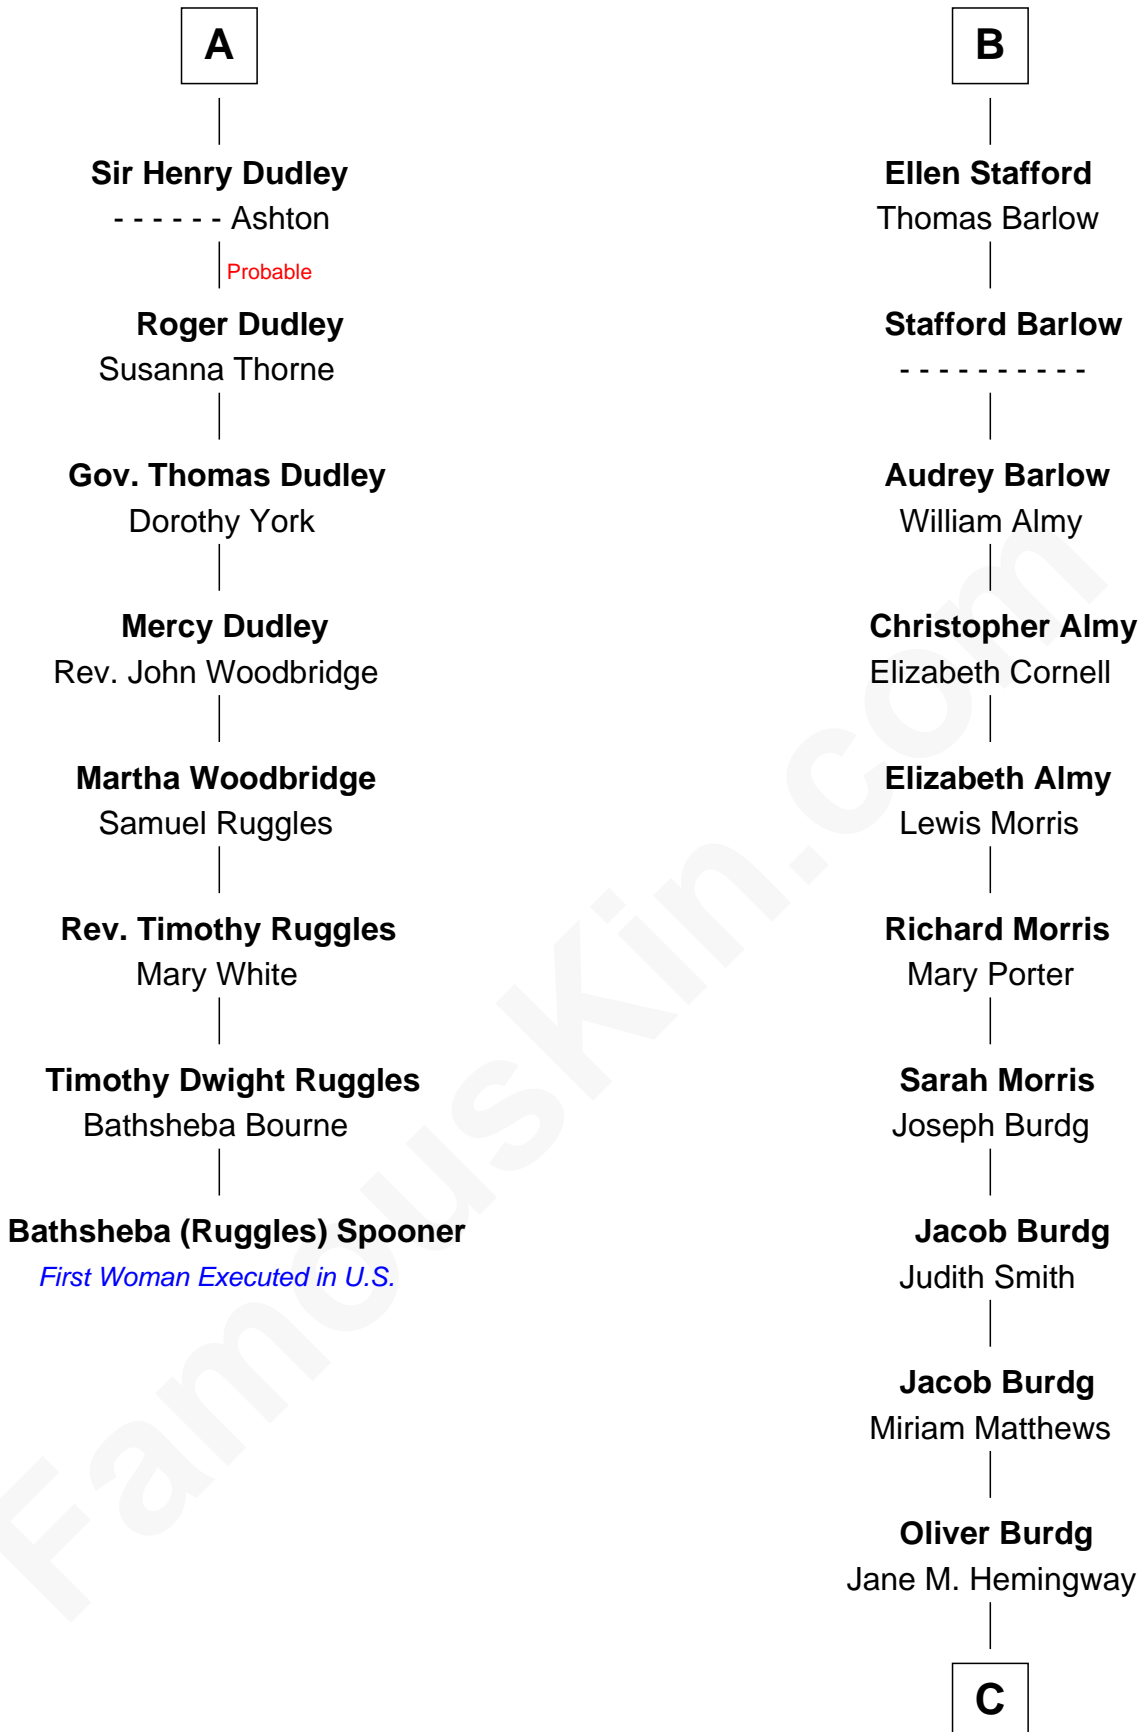 A
Sir Henry Dudley
- - - - - - Ashton
Probable
Roger Dudley
Susanna Thorne
Gov. Thomas Dudley
Dorothy York
Mercy Dudley
Rev. John Woodbridge
Martha Woodbridge
Samuel Ruggles
Rev. Timothy Ruggles
Mary White
Timothy Dwight Ruggles
Bathsheba Bourne
Bathsheba (Ruggles) Spooner
First Woman Executed in U.S.
B
Ellen Stafford
Thomas Barlow
Stafford Barlow
- - - - - - - - - -
Audrey Barlow
William Almy
Christopher Almy
Elizabeth Cornell
Elizabeth Almy
Lewis Morris
Richard Morris
Mary Porter
Sarah Morris
Joseph Burdg
Jacob Burdg
Judith Smith
Jacob Burdg
Miriam Matthews
Oliver Burdg
Jane M. Hemingway
C
FamousKin.com